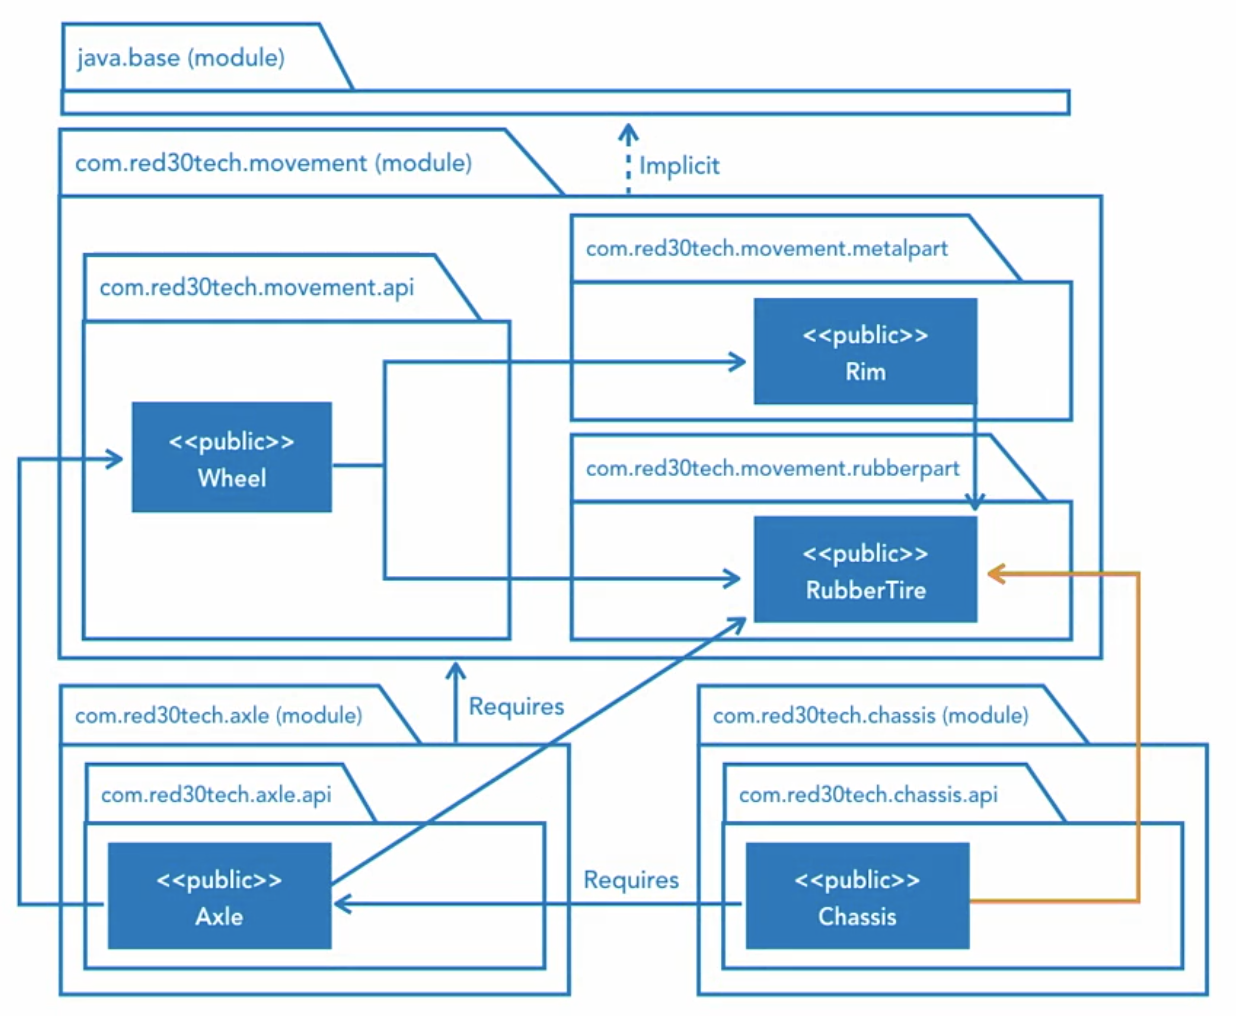 java.base (module)
com.red30tech.movement (module)
Implicit
com.red30tech.movement.metalpart
com.red30tech.movement.api
<<public>>
Rim
<<public>>
Wheel
com.red30tech.movement.rubberpart
<<public>>
RubberTire
com.red30tech.axle (module)
Requires
com.red30tech.chassis (module)
com.red30tech.axle.api
com.red30tech.chassis.api
<<public>>
Axle
Requires
<<public>>
Chassis